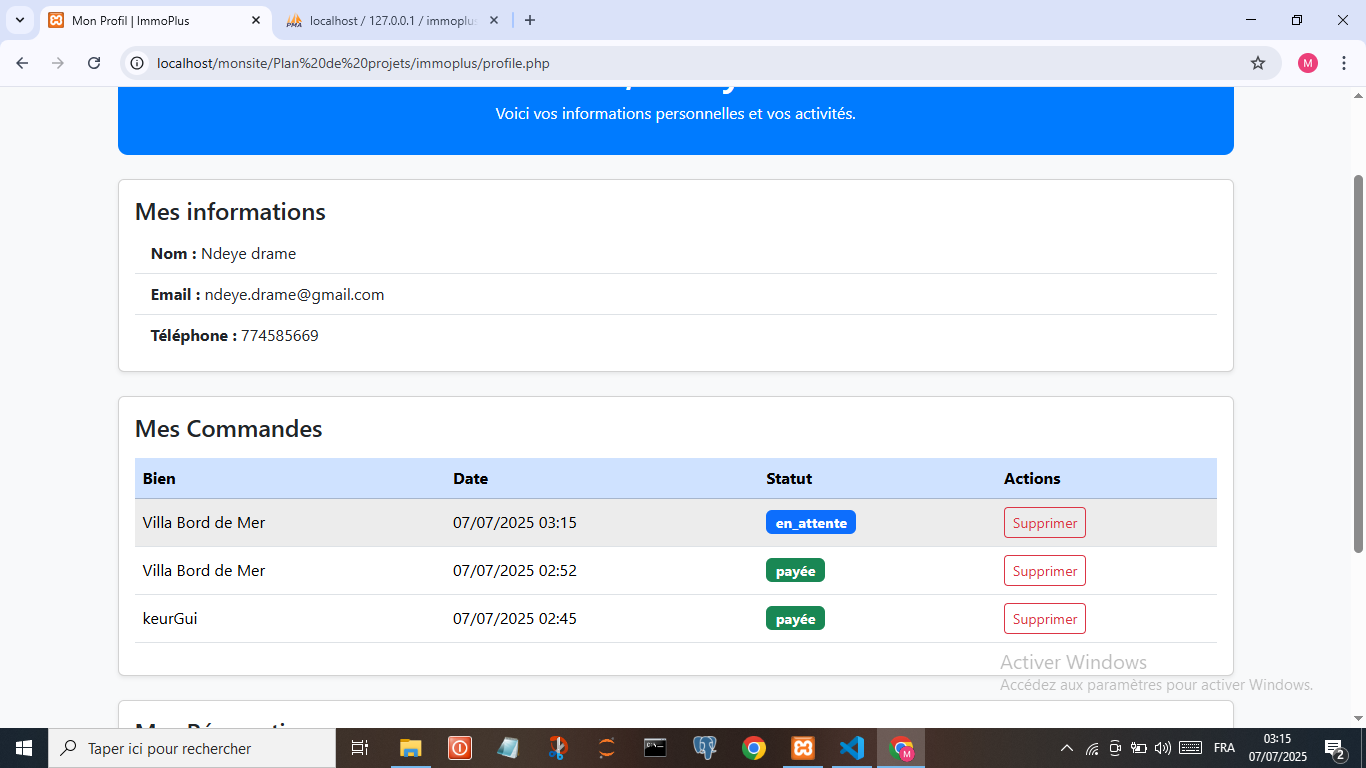 Mon Profil | ImmoPlus
localhost / 127.0.0.1 / immoplus
localhost/monsite/Plan%20de%20projets/immoplus/profile.php
M
Voici vos informations personnelles et vos activités.
Mes informations
Nom : Ndeye drame
Email : ndeye.drame@gmail.com
Téléphone : 774585669
Mes Commandes
Bien Date Statut Actions
Villa Bord de Mer 07/07/2025 03:15 en_attente Supprimer
Villa Bord de Mer 07/07/2025 02:52 payée Supprimer
keurGui 07/07/2025 02:45 payée Supprimer
Activer Windows
Accédez aux paramètres pour activer Windows.
Taper ici pour rechercher
M
FRA
03:15
07/07/2025
2